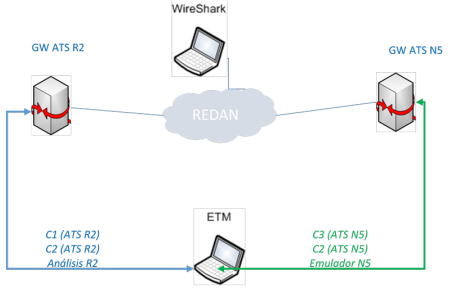 WireShark
GW ATS R2
GW ATS N5
REDAN
ETM
C1 (ATS R2)
C2 (ATS R2)
Análisis R2
C3 (ATS N5)
C2 (ATS N5)
Emulador N5